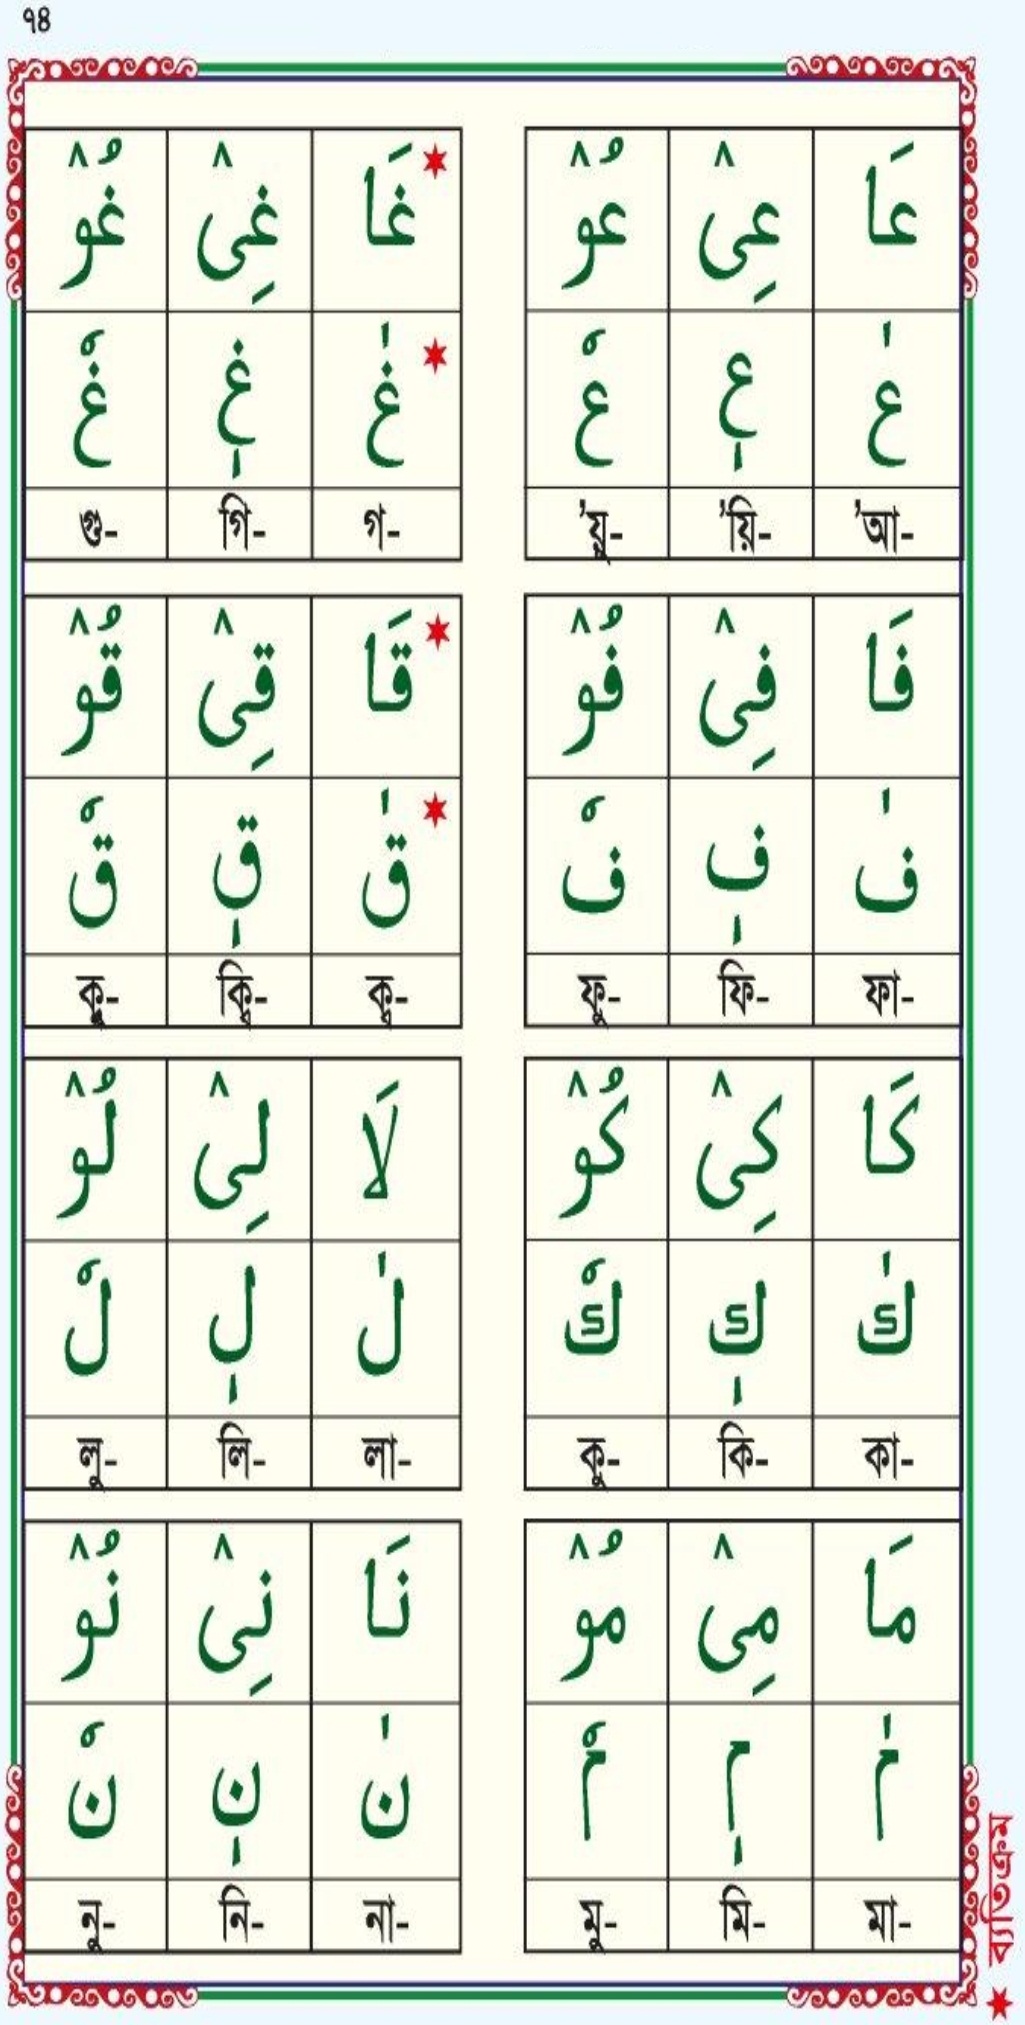 ৭৪
عَا عِىْ عُوْ غَا غِىْ غُوْ
عٰ عٖ عٗ غٰ غٖ غٗ
’আ- ’য়ি- ’য়ু- গ- গি- গু-
فَا فِىْ فُوْ قَا قِىْ قُوْ
فٰ فٖ فٗ قٰ قٖ قٗ
ফা- ফি- ফু- ক্ব- ক্বি- ক্বু-
كَا كِىْ كُوْ لَا لِىْ لُوْ
كٰ كٖ كٗ لٰ لٖ لٗ
কা- কি- কু- লা- লি- লু-
مَا مِىْ مُوْ نَا نِىْ نُوْ
مٰ مٖ مٗ نٰ نٖ نٗ
মা- মি- মু- না- নি- নু-
ব্যতিক্রম